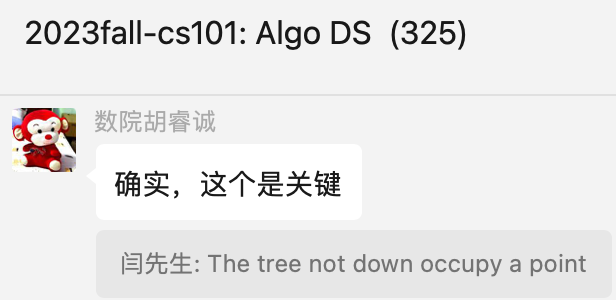 2023fall-cs101: Algo DS (325)
数院胡睿诚
确实，这个是关键
闫先生: The tree not down occupy a point